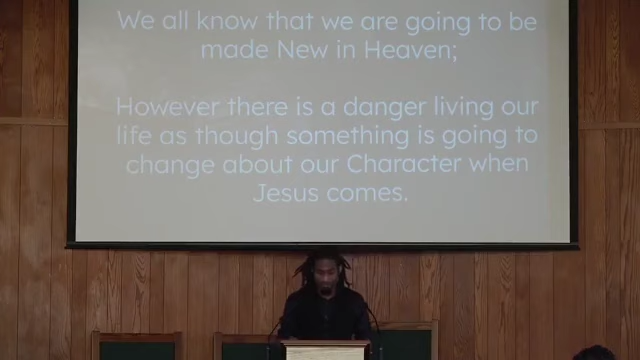 We all know that we are going to be
made New in Heaven;
However there is a danger living our
life as though something is going to
change about our Character when
Jesus comes.